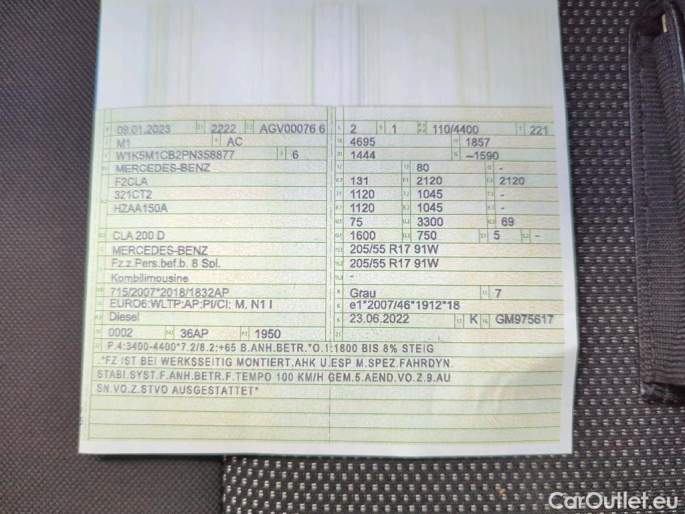 09.01.2023 2222 AGV00076 6
M1 AC
W1K5M1CB2PN358877 6
MERCEDES-BENZ
F2CLA
321CT2
HZAA150A
CLA 200 D
MERCEDES-BENZ
Fz.z.Pers.bef.b. 8 Spl.
Kombilimousine
715/2007*2018/1832AP
EURO6;WLTP;AP;PI/CI; M, N1 I
Diesel
0002 36AP 1950
2 1 110/4400 221
4695 1857
1444 –1590
80 -
131 2120 2120
1120 1045 -
1120 1045 -
75 3300 69
1600 750 5 -
205/55 R17 91W
205/55 R17 91W
-
Grau 7
e1*2007/46*1912*18
23.06.2022 K GM975617
P.4:3400-4400*7.2/8.2:+65 B.ANH.BETR.*O.1:1800 BIS 8% STEIG
.*FZ IST BEI WERKSSEITIG MONTIERT.AHK U.ESP M.SPEZ.FAHRDYN.
STABI.SYST.F.ANH.BETR.F.TEMPO 100 KM/H GEM.5.AEND.VO.Z.9.AU
SN.VO.Z.STVO AUSGESTATTET*
CarOutlet.eu